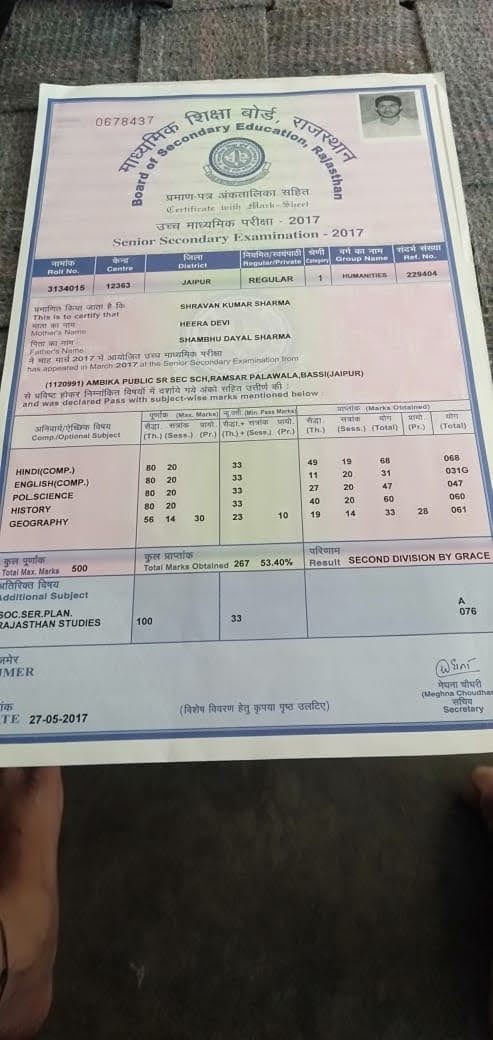 0678437
माध्यमिक शिक्षा बोर्ड, राजस्थान
Board of Secondary Education, Rajasthan
प्रमाण-पत्र अंकतालिका सहित
Certificate with Mark-Sheet
उच्च माध्यमिक परीक्षा - 2017
Senior Secondary Examination - 2017
नामांक केन्द्र जिला नियमित/स्वयंपाठी श्रेणी वर्ग का नाम संदर्भ संख्या
Roll No. Centre District Regular/Private Category Group Name Ref. No.
3134015 12363 JAIPUR REGULAR 1 HUMANITIES 229404
प्रमाणित किया जाता है कि
This is to certify that SHRAVAN KUMAR SHARMA
माता का नाम
Mother's Name HEERA DEVI
पिता का नाम
Father's Name SHAMBHU DAYAL SHARMA
ने माह मार्च 2017 में आयोजित उच्च माध्यमिक परीक्षा
has appeared in March 2017 at the Senior Secondary Examination from
(1120991) AMBIKA PUBLIC SR SEC SCH,RAMSAR PALAWALA,BASSI(JAIPUR)
से प्रविष्ट होकर निम्नांकित विषयों में दर्शाये गये अंको सहित उत्तीर्ण की :
and was declared Pass with subject-wise marks mentioned below :
पूर्णांक (Max. Marks) न्यू.उत्ती. (Min. Pass Marks) प्राप्तांक (Marks Obtained)
अनिवार्य/ऐच्छिक विषय सैद्धा. सत्रांक प्रायो. सैद्धा.+ सत्रांक प्रायो. सैद्धा. सत्रांक योग प्रायो. योग
Comp./Optional Subject (Th.) (Sess.) (Pr.) (Th.) + (Sess.) (Pr.) (Th.) (Sess.) (Total) (Pr.) (Total)
HINDI(COMP.) 80 20 33 49 19 68 068
ENGLISH(COMP.) 80 20 33 11 20 31 031G
POL.SCIENCE 80 20 33 27 20 47 047
HISTORY 80 20 33 40 20 60 060
GEOGRAPHY 56 14 30 23 10 19 14 33 28 061
कुल पूर्णांक कुल प्राप्तांक परिणाम
Total Max. Marks 500 Total Marks Obtained 267 53.40% Result SECOND DIVISION BY GRACE
अतिरिक्त विषय
Additional Subject
SOC.SER.PLAN. A
RAJASTHAN STUDIES 100 33 076
जमेर
MER
मेघना चौधरी
(Meghna Choudhar
सचिव
Secretary
ांक
TE 27-05-2017
(विशेष विवरण हेतु कृपया पृष्ठ उलटिए)